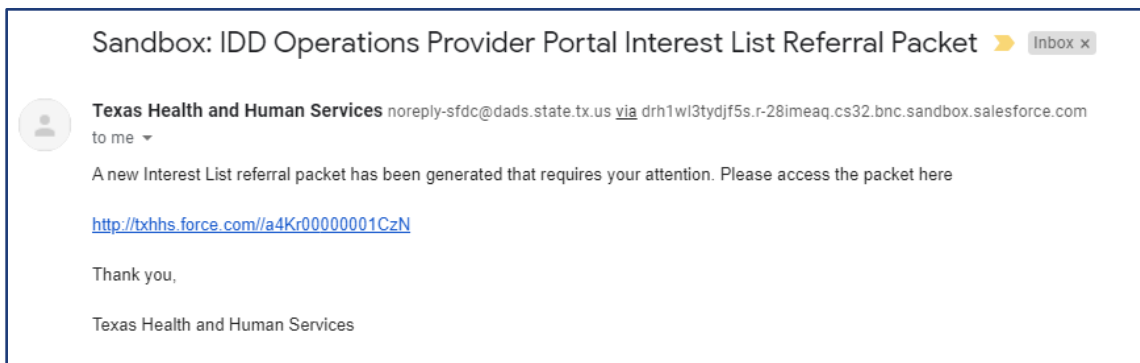 Sandbox: IDD Operations Provider Portal Interest List Referral Packet Inbox x
Texas Health and Human Services noreply-sfdc@dads.state.tx.us via drh1wl3tydjf5s.r-28imeaq.cs32.bnc.sandbox.salesforce.com
to me
A new Interest List referral packet has been generated that requires your attention. Please access the packet here
http://txhhs.force.com//a4Kr00000001CzN
Thank you,
Texas Health and Human Services